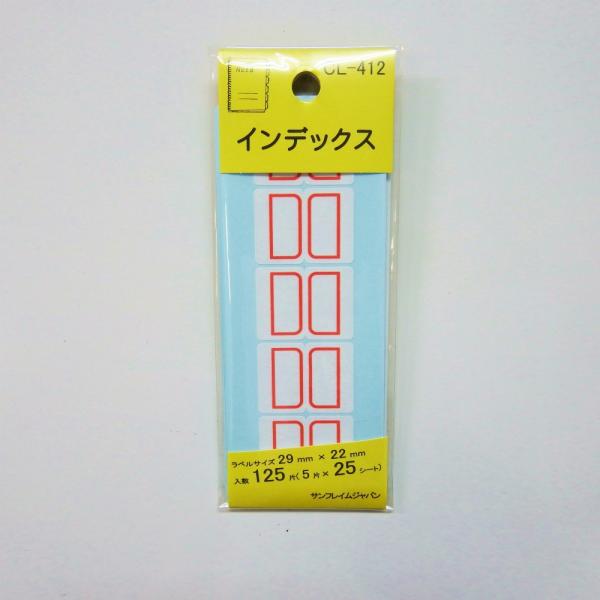 Note
CL-412
インデックス
ラベルサイズ 29 mm × 22 mm
入数 125 片(5 片 × 25 シート)
サンフレイムジャパン